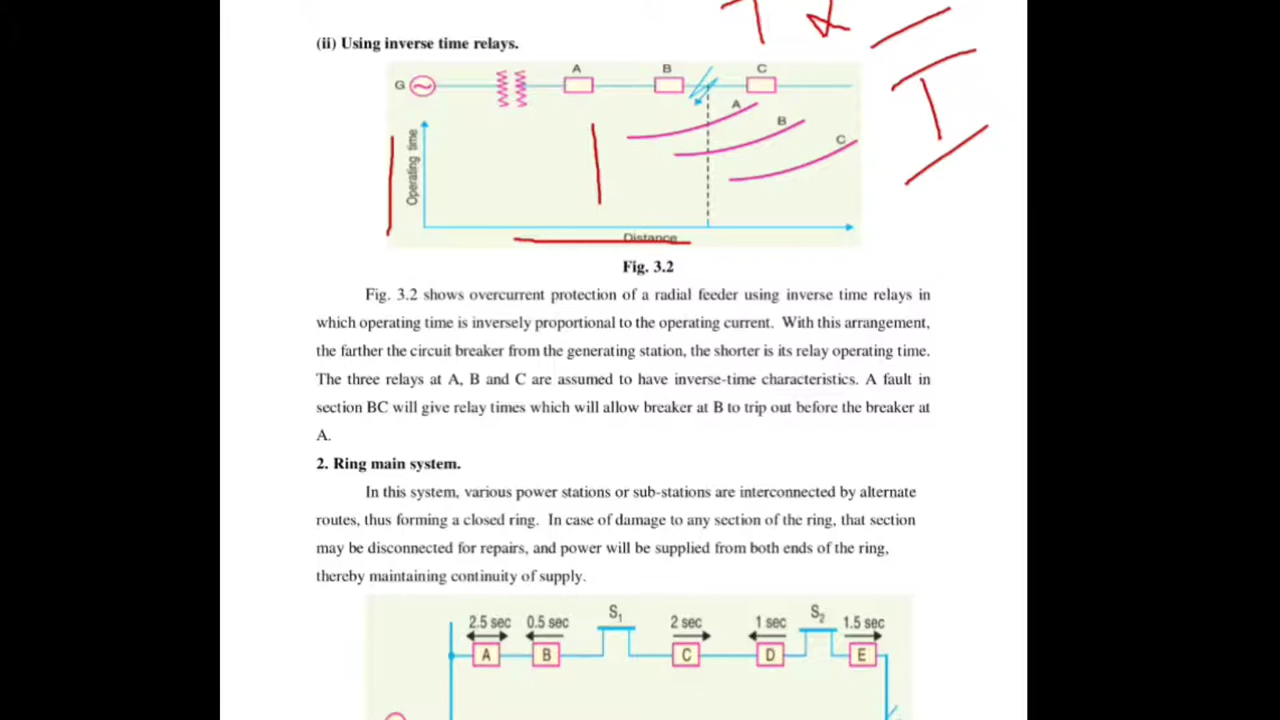 T α 1
I
(ii) Using inverse time relays.
A B C
G
A
B
C
Operating time
Distance
Fig. 3.2
Fig. 3.2 shows overcurrent protection of a radial feeder using inverse time relays in
which operating time is inversely proportional to the operating current. With this arrangement,
the farther the circuit breaker from the generating station, the shorter is its relay operating time.
The three relays at A, B and C are assumed to have inverse-time characteristics. A fault in
section BC will give relay times which will allow breaker at B to trip out before the breaker at
A.
2. Ring main system.
In this system, various power stations or sub-stations are interconnected by alternate
routes, thus forming a closed ring. In case of damage to any section of the ring, that section
may be disconnected for repairs, and power will be supplied from both ends of the ring,
thereby maintaining continuity of supply.
2.5 sec 0.5 sec S1 2 sec 1 sec S2 1.5 sec
A B C D E